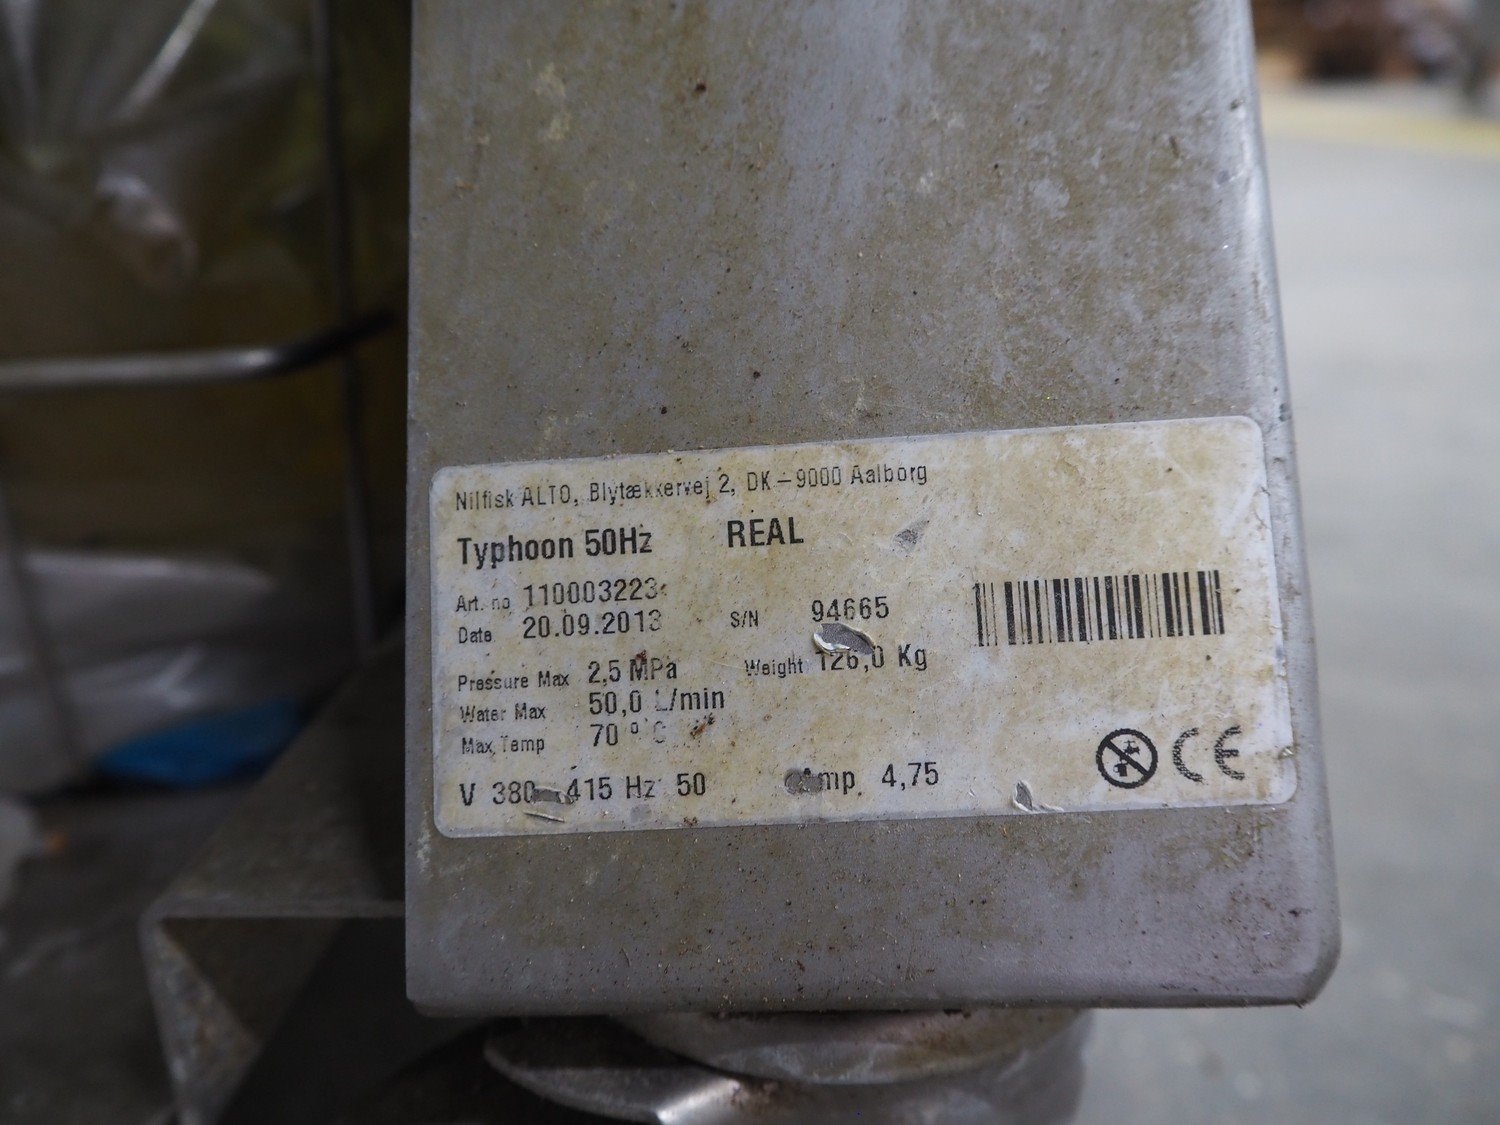 Nilfisk ALTO, Blytækkervej 2, DK-9000 Aalborg
Typhoon 50Hz REAL
Art. no 110003223
Date 20.09.2013 S/N 94665
Pressure Max 2,5 MPa Weight 126,0 Kg
Water Max 50,0 L/min
Max. Temp 70 ° C
V 380 415 Hz 50 Amp 4,75
CE